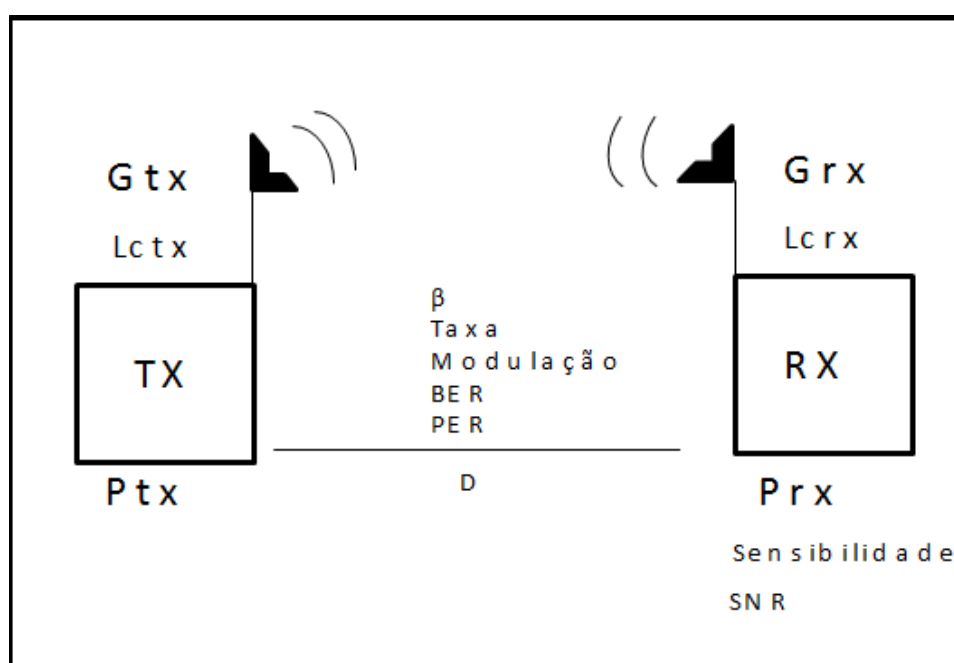 Gtx
Lctx
TX
Ptx
β
Taxa
Modulação
BER
PER
D
Grx
Lcrx
RX
Prx
Sensibilidade
SNR